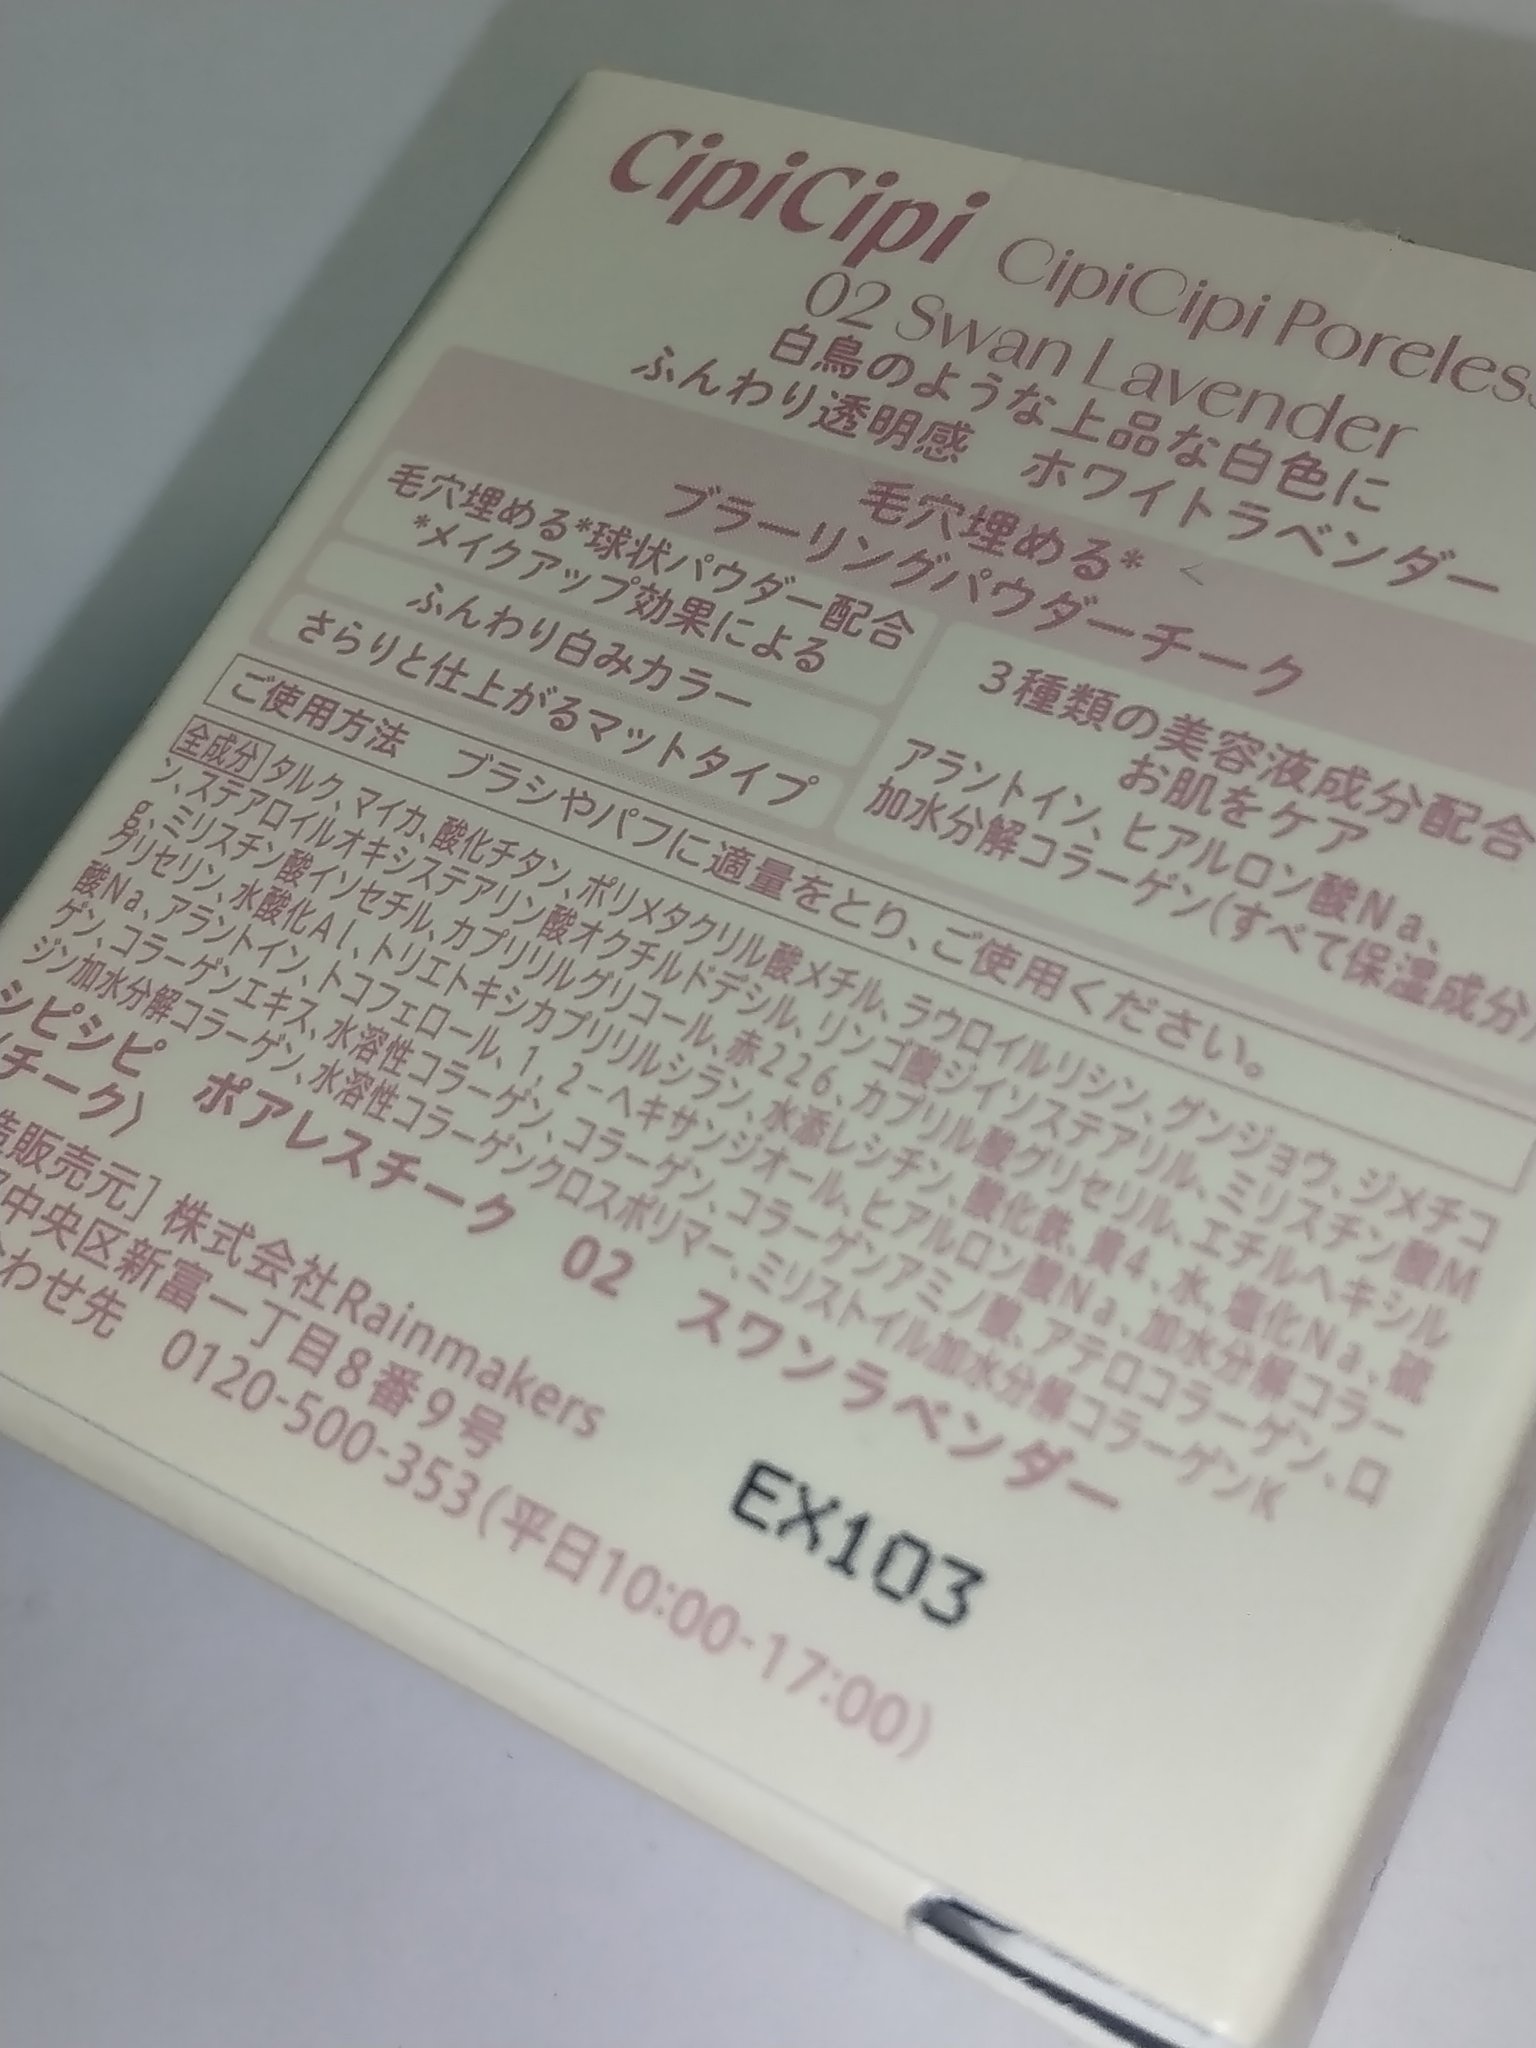 CipiCipi CipiCipi Poreless
02 Swan Lavender
白鳥のような上品な白色に
ふんわり透明感　ホワイトラベンダー
毛穴埋める*
ブラーリングパウダーチーク
毛穴埋める*球状パウダー配合
*メイクアップ効果による
ふんわり白みカラー
さらりと仕上がるマットタイプ
3種類の美容液成分配合
お肌をケア
アラントイン、ヒアルロン酸Na、
加水分解コラーゲン(すべて保湿成分)
ご使用方法　ブラシやパフに適量をとり、ご使用ください。
全成分 タルク、マイカ、酸化チタン、ポリメタクリル酸メチル、ラウロイルリシン、グンジョウ、ジメチコ
ン、ステアロイルオキシステアリン酸オクチルドデシル、リンゴ酸ジイソステアリル、ミリスチン酸M
g、ミリスチン酸イソセチル、カプリリルグリコール、赤226、カプリル酸グリセリル、エチルヘキシル
グリセリン、水酸化Al、トリエトキシカプリリルシラン、水添レシチン、酸化鉄、黄4、水、塩化Na、硫
酸Na、アラントイン、トコフェロール、1,2-ヘキサンジオール、ヒアルロン酸Na、加水分解コラー
ゲン、コラーゲンエキス、水溶性コラーゲン、コラーゲン、コラーゲンアミノ酸、アテロコラーゲン、ロ
ジン加水分解コラーゲン、水溶性コラーゲンクロスポリマー、ミリストイル加水分解コラーゲンK
シピシピ　ポアレスチーク　02　スワンラベンダー
チーク〉
販売元] 株式会社Rainmakers
中央区新富一丁目8番9号
わせ先　0120-500-353(平日10:00-17:00)
EX103